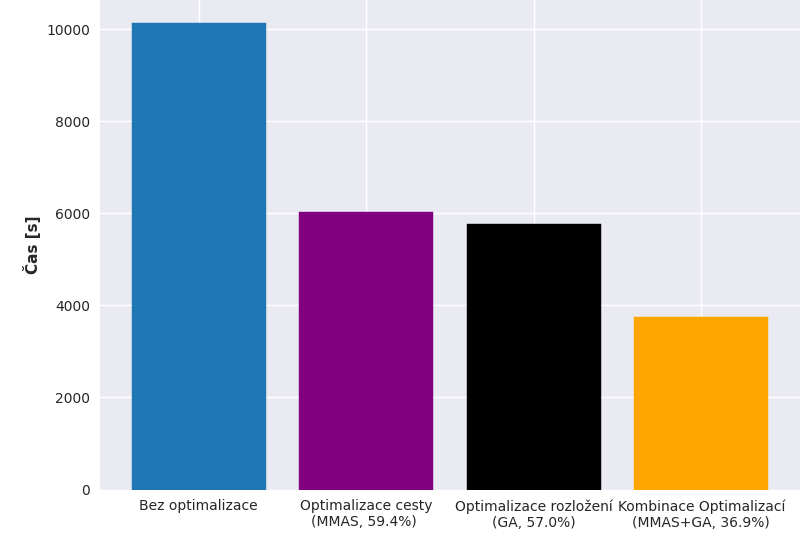 10000
8000
6000
4000
2000
0
Čas [s]
Bez optimalizace
Optimalizace cesty
(MMAS, 59.4%)
Optimalizace rozložení
(GA, 57.0%)
Kombinace Optimalizací
(MMAS+GA, 36.9%)